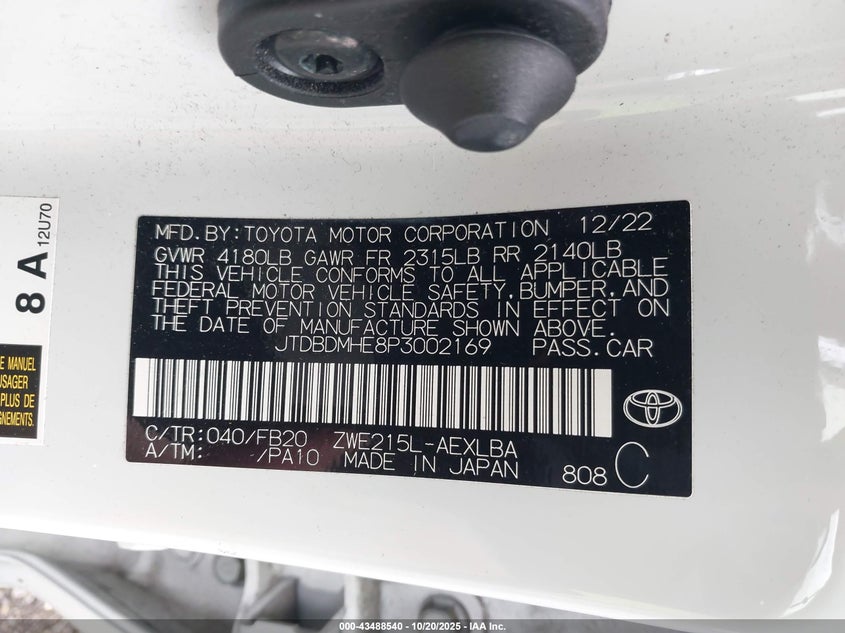 MFD. BY: TOYOTA MOTOR CORPORATION 12/22
GVWR 4180LB GAWR FR 2315LB RR 2140LB
THIS VEHICLE CONFORMS TO ALL APPLICABLE
FEDERAL MOTOR VEHICLE SAFETY, BUMPER, AND
THEFT PREVENTION STANDARDS IN EFFECT ON
THE DATE OF MANUFACTURE SHOWN ABOVE.
JTDBDMHE8P3002169 PASS. CAR
C/TR: 040/FB20 ZWE215L-AEXLBA
A/TM: /PA10 MADE IN JAPAN 808 C
8 A 12U70
E MANUEL
USAGER
PLUS DE
GNEMENTS.
000-43488540 - 10/20/2025 - IAA Inc.